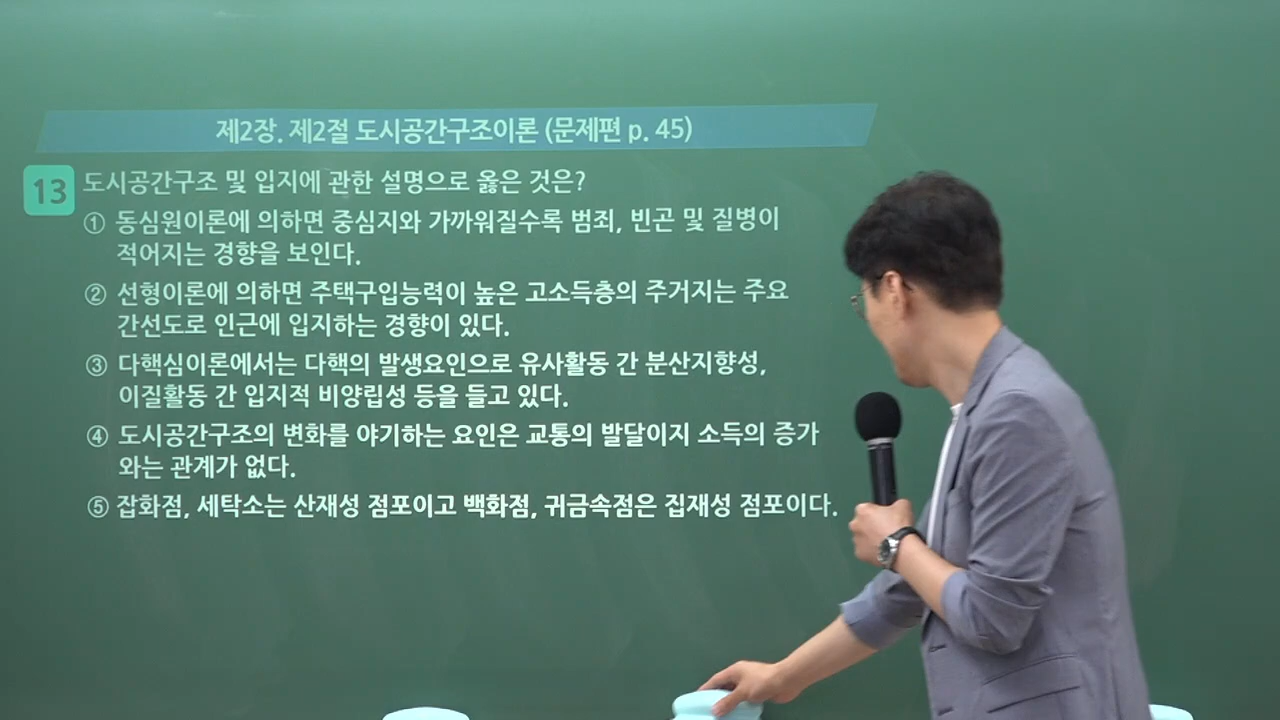 제2장. 제2절 도시공간구조이론 (문제편 p. 45)
13 도시공간구조 및 입지에 관한 설명으로 옳은 것은?
① 동심원이론에 의하면 중심지와 가까워질수록 범죄, 빈곤 및 질병이
적어지는 경향을 보인다.
② 선형이론에 의하면 주택구입능력이 높은 고소득층의 주거지는 주요
간선도로 인근에 입지하는 경향이 있다.
③ 다핵심이론에서는 다핵의 발생요인으로 유사활동 간 분산지향성,
이질활동 간 입지적 비양립성 등을 들고 있다.
④ 도시공간구조의 변화를 야기하는 요인은 교통의 발달이지 소득의 증가
와는 관계가 없다.
⑤ 잡화점, 세탁소는 산재성 점포이고 백화점, 귀금속점은 집재성 점포이다.